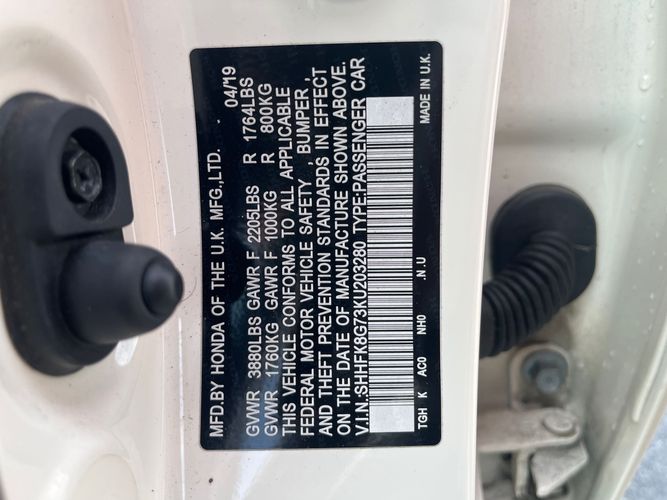 MFD.BY HONDA OF THE U.K. MFG.,LTD. 04/19
GVWR 3880LBS GAWR F 2205LBS R 1764LBS
GVWR 1760KG GAWR F 1000KG R 800KG
THIS VEHICLE CONFORMS TO ALL APPLICABLE
FEDERAL MOTOR VEHICLE SAFETY , BUMPER ,
AND THEFT PREVENTION STANDARDS IN EFFECT
ON THE DATE OF MANUFACTURE SHOWN ABOVE.
V.I.N.:SHHFK8G73KU203280 TYPE:PASSENGER CAR
TGH K AC0 NH0 .N.U MADE IN U.K.